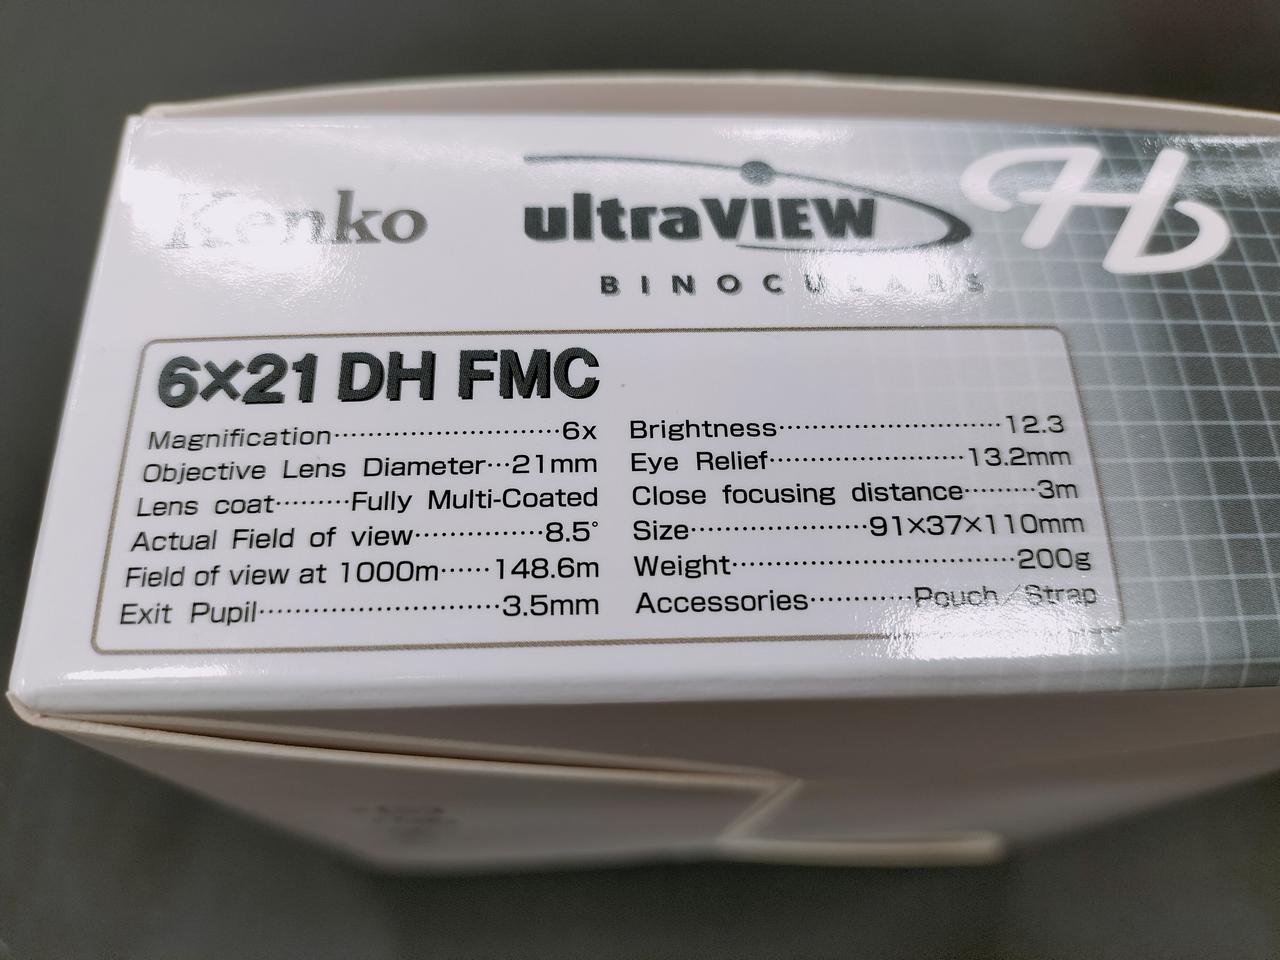 Kenko
ultraVIEW
BINOCULARS
H
6×21 DH FMC
Magnification····························6x
Objective Lens Diameter···21mm
Lens coat·········Fully Multi-Coated
Actual Field of view················8.5°
Field of view at 1000m······148.6m
Exit Pupil·····························3.5mm
Brightness···························12.3
Eye Relief························13.2mm
Close focusing distance·········3m
Size·····················91×37×110mm
Weight··································200g
Accessories············Pouch／Strap